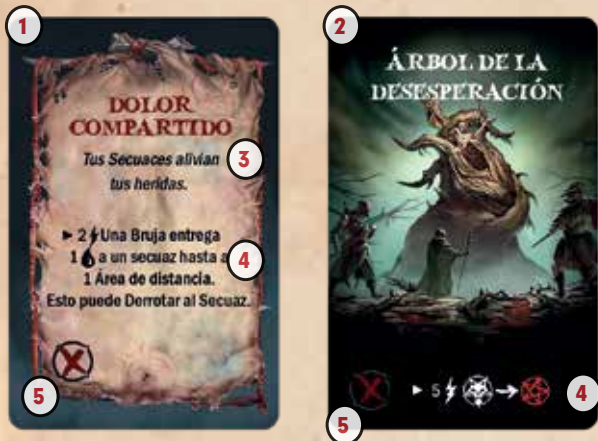 1
DOLOR
COMPARTIDO
Tus Secuaces alivian 3
tus heridas.
► 2 Una Bruja entrega
1 a un secuaz hasta a 4
1 Área de distancia.
Esto puede Derrotar al Secuaz.
5
2
ÁRBOL DE LA
DESESPERACIÓN
► 5 → 4
5